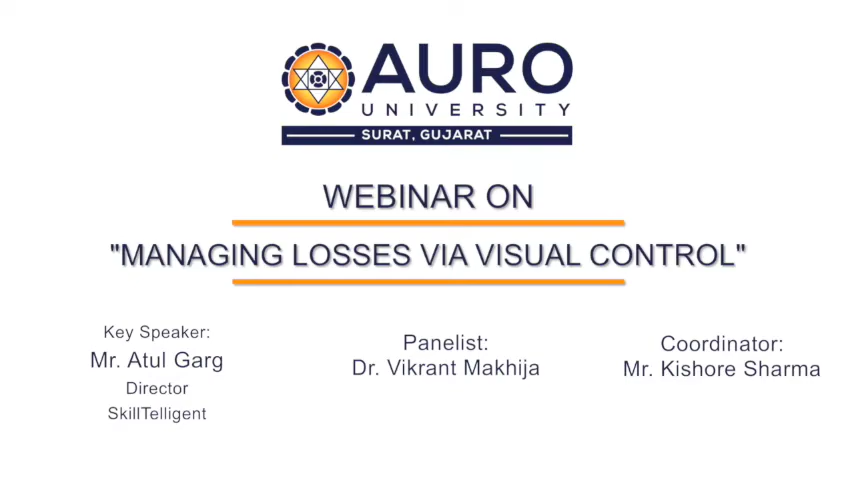 AURO
UNIVERSITY
SURAT, GUJARAT
WEBINAR ON
"MANAGING LOSSES VIA VISUAL CONTROL"
Key Speaker:
Mr. Atul Garg
Director
SkillTelligent
Panelist:
Dr. Vikrant Makhija
Coordinator:
Mr. Kishore Sharma